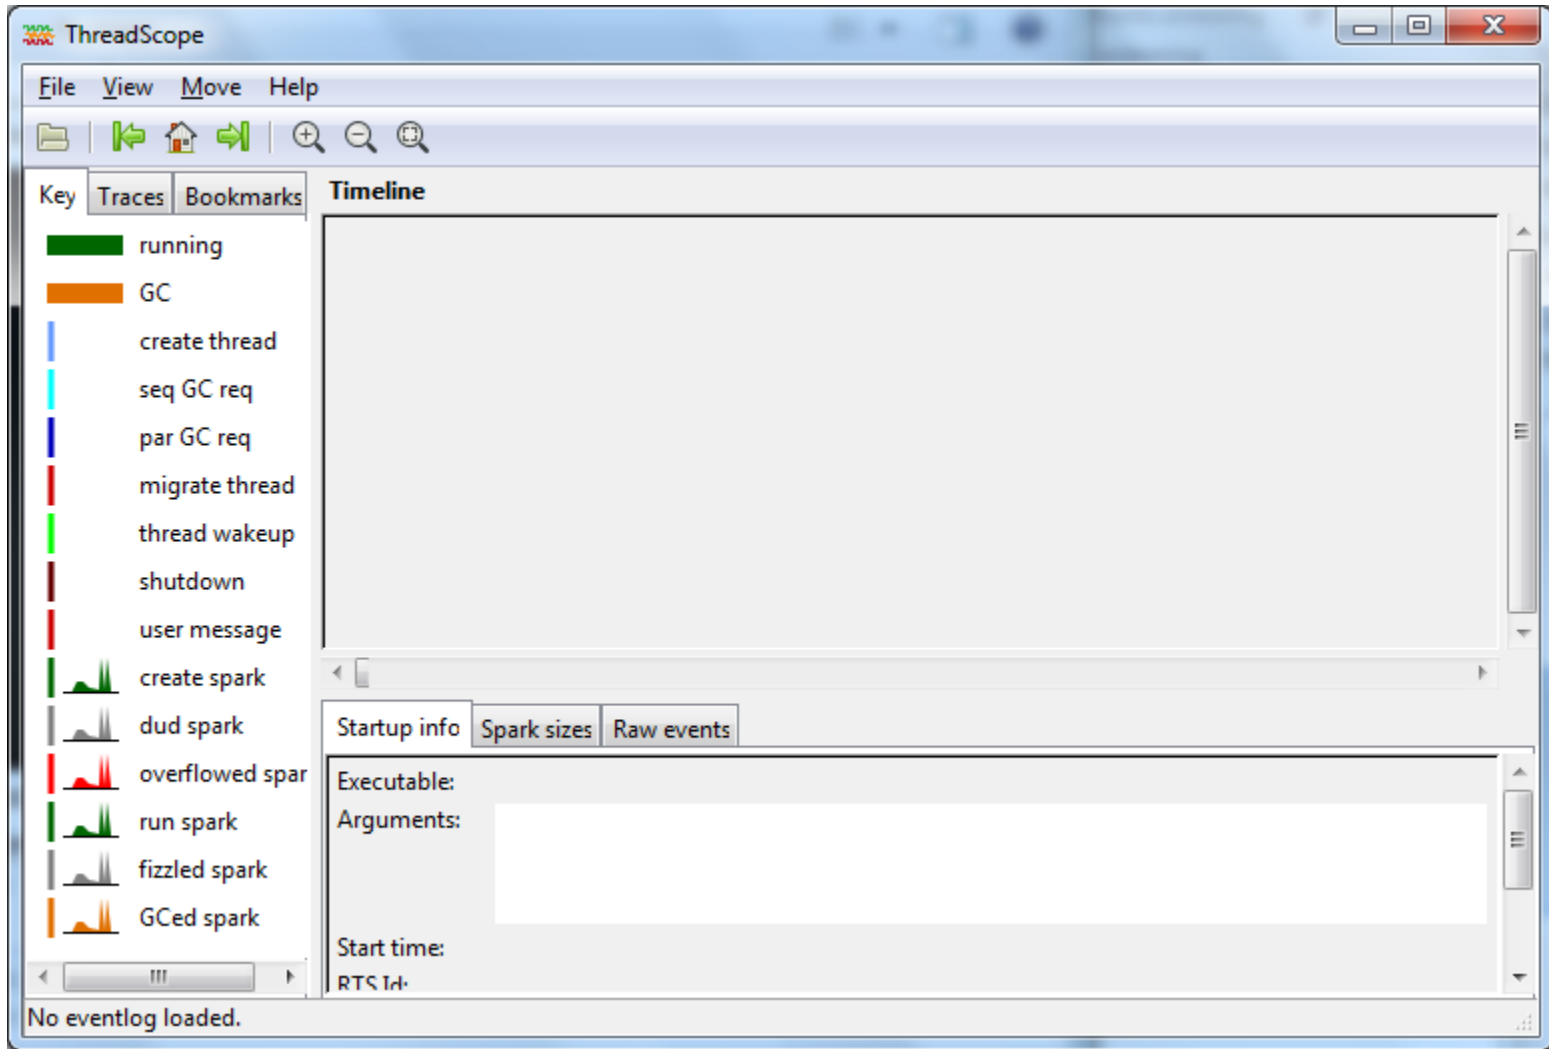 ThreadScope
File View Move Help
Key Traces Bookmarks
Timeline
running
GC
create thread
seq GC req
par GC req
migrate thread
thread wakeup
shutdown
user message
create spark
dud spark
overflowed spar
run spark
fizzled spark
GCed spark
Startup info Spark sizes Raw events
Executable:
Arguments:
Start time:
RTS Id:
No eventlog loaded.